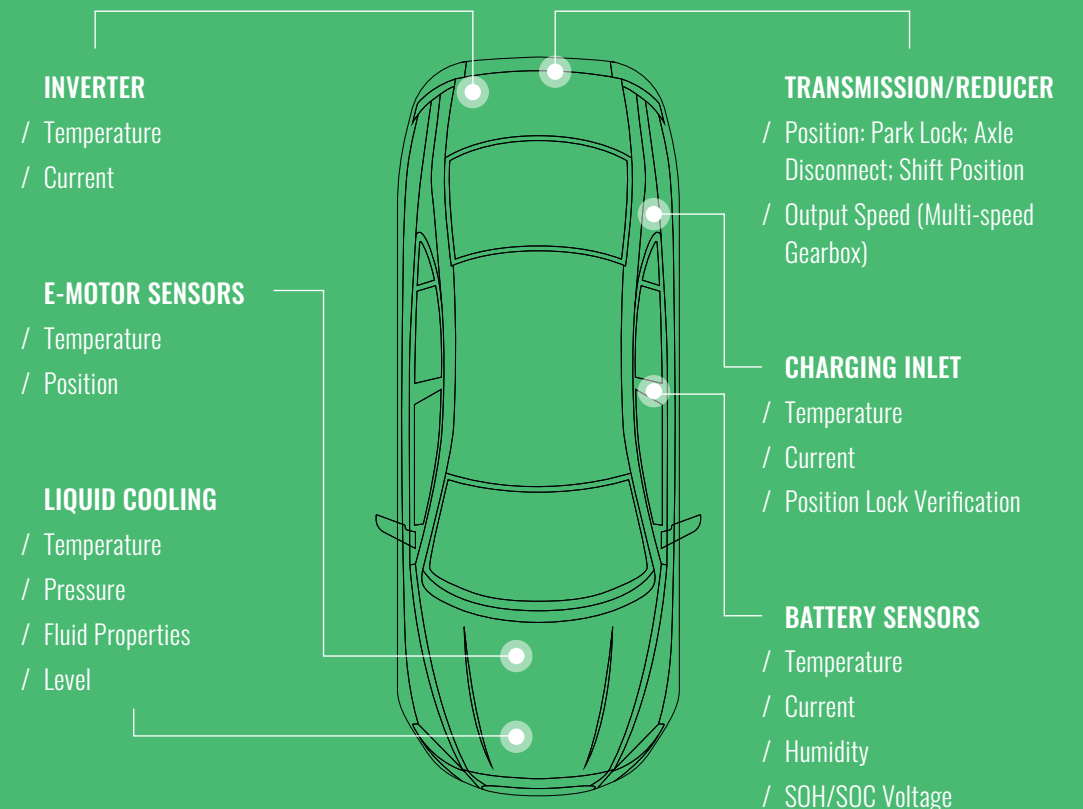 INVERTER
/ Temperature
/ Current
E-MOTOR SENSORS
/ Temperature
/ Position
LIQUID COOLING
/ Temperature
/ Pressure
/ Fluid Properties
/ Level
TRANSMISSION/REDUCER
/ Position: Park Lock; Axle
Disconnect; Shift Position
/ Output Speed (Multi-speed
Gearbox)
CHARGING INLET
/ Temperature
/ Current
/ Position Lock Verification
BATTERY SENSORS
/ Temperature
/ Current
/ Humidity
/ SOH/SOC Voltage